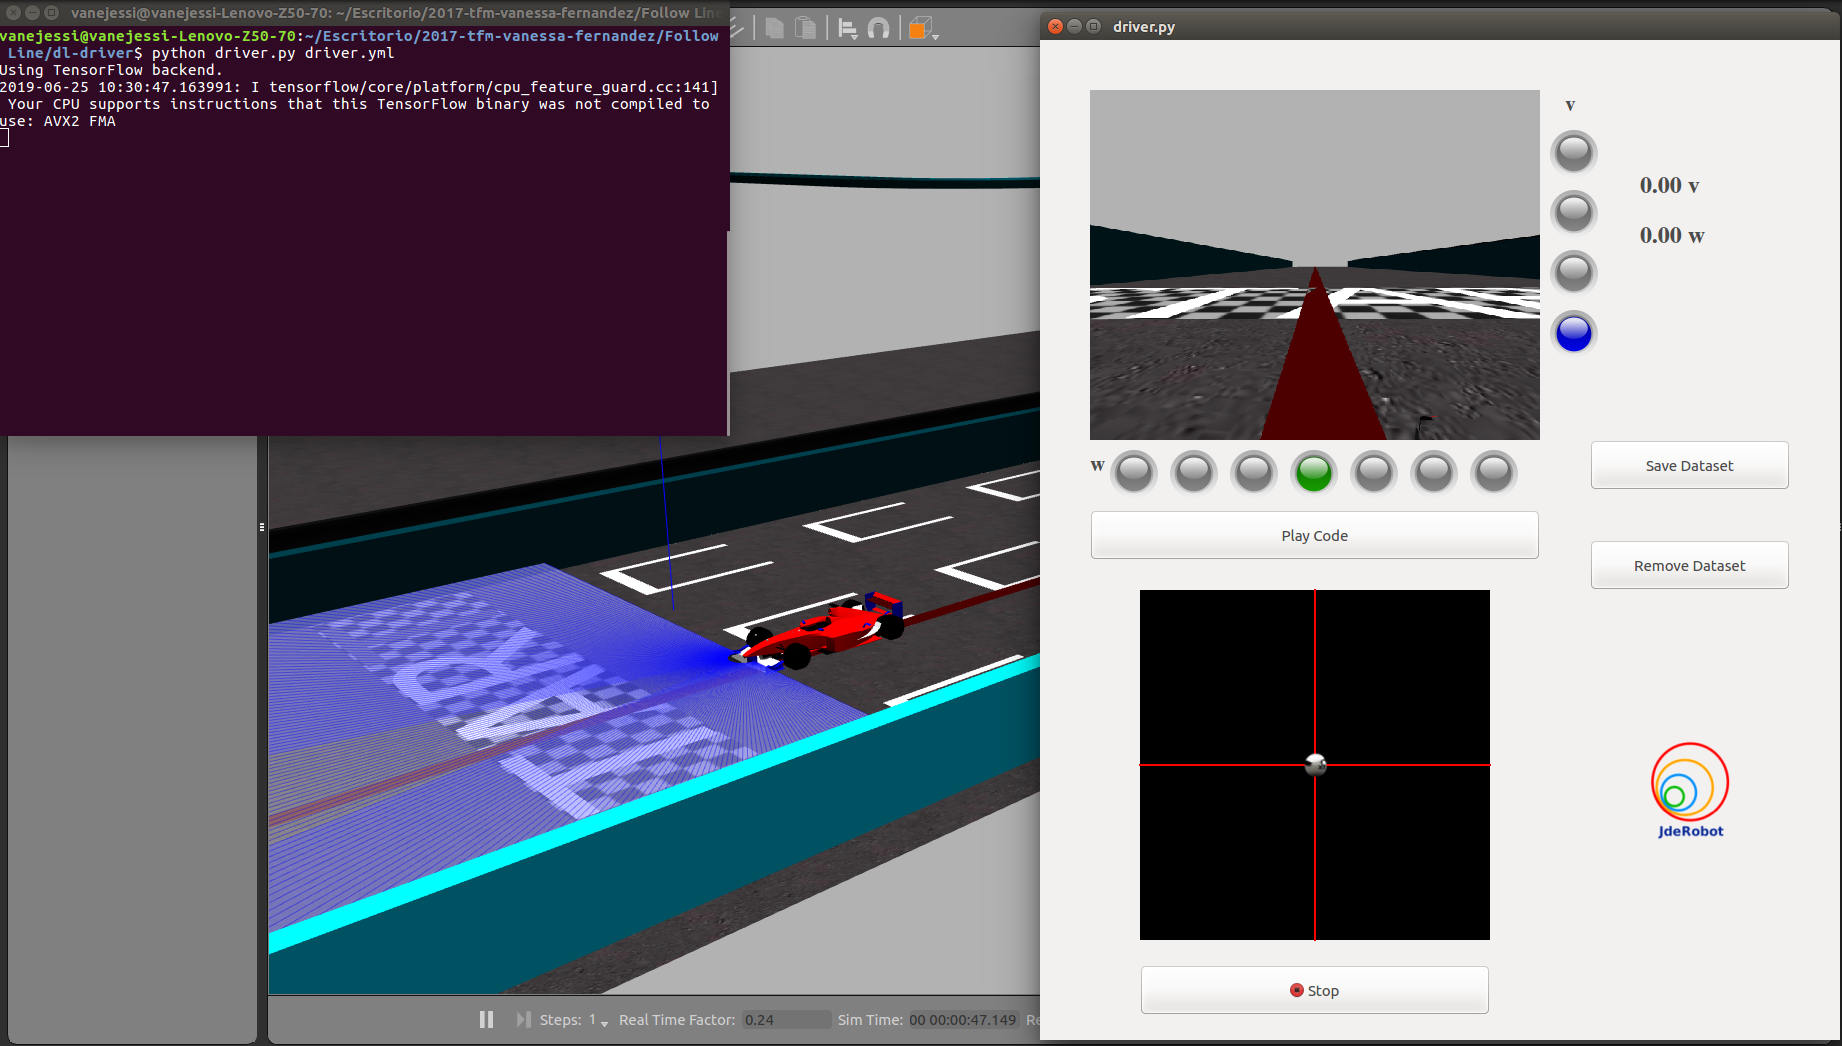 vanejessi@vanejessi-Lenovo-Z50-70: ~/Escritorio/2017-tfm-vanessa-fernandez/Follow Lin
vanejessi@vanejessi-Lenovo-Z50-70:~/Escritorio/2017-tfm-vanessa-fernandez/Follow
Line/dl-driver$ python driver.py driver.yml
Using TensorFlow backend.
2019-06-25 10:30:47.163991: I tensorflow/core/platform/cpu_feature_guard.cc:141]
Your CPU supports instructions that this TensorFlow binary was not compiled to
use: AVX2 FMA
driver.py
v
0.00 v
0.00 w
w
Save Dataset
Play Code
Remove Dataset
JdeRobot
Stop
Steps: 1 Real Time Factor: 0.24 Sim Time: 00 00:00:47.149 Re